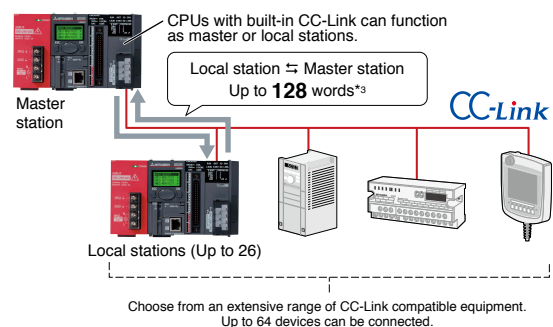 CPUs with built-in CC-Link can function
as master or local stations.
Local station ⇆ Master station
Up to 128 words*3
CC-Link
Master
station
Local stations (Up to 26)
Choose from an extensive range of CC-Link compatible equipment.
Up to 64 devices can be connected.